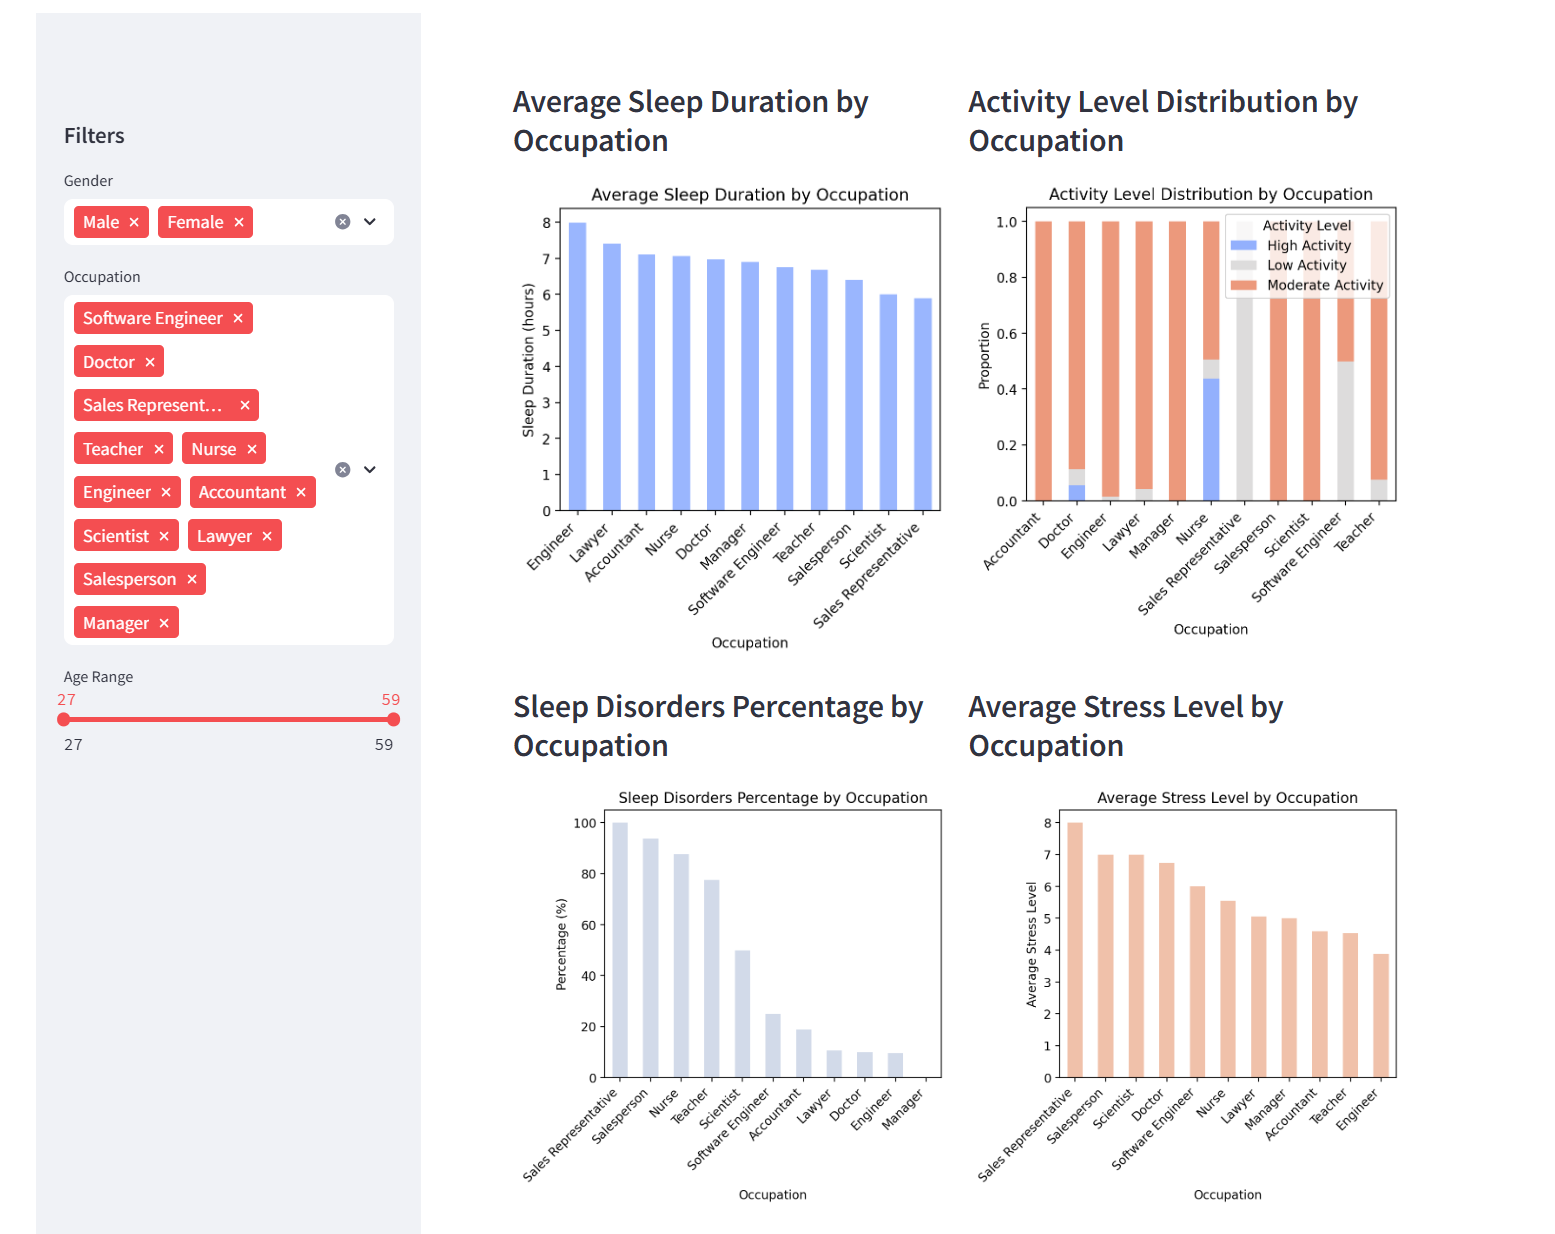 Filters
Gender
Male × Female ×
Occupation
Software Engineer ×
Doctor ×
Sales Represent... ×
Teacher × Nurse ×
Engineer × Accountant ×
Scientist × Lawyer ×
Salesperson ×
Manager ×
Age Range
27 59
27 59
Average Sleep Duration by
Occupation
Average Sleep Duration by Occupation
Sleep Duration (hours)
8
7
6
5
4
3
2
1
0
Engineer
Lawyer
Accountant
Nurse
Doctor
Manager
Software Engineer
Teacher
Salesperson
Scientist
Sales Representative
Occupation
Activity Level Distribution by
Occupation
Activity Level Distribution by Occupation
Activity Level
High Activity
Low Activity
Moderate Activity
Proportion
1.0
0.8
0.6
0.4
0.2
0.0
Accountant
Doctor
Engineer
Lawyer
Manager
Nurse
Sales Representative
Salesperson
Scientist
Software Engineer
Teacher
Occupation
Sleep Disorders Percentage by
Occupation
Sleep Disorders Percentage by Occupation
Percentage (%)
100
80
60
40
20
0
Sales Representative
Salesperson
Nurse
Teacher
Scientist
Software Engineer
Accountant
Lawyer
Doctor
Engineer
Manager
Occupation
Average Stress Level by
Occupation
Average Stress Level by Occupation
Average Stress Level
8
7
6
5
4
3
2
1
0
Sales Representative
Salesperson
Scientist
Doctor
Software Engineer
Nurse
Lawyer
Manager
Accountant
Teacher
Engineer
Occupation